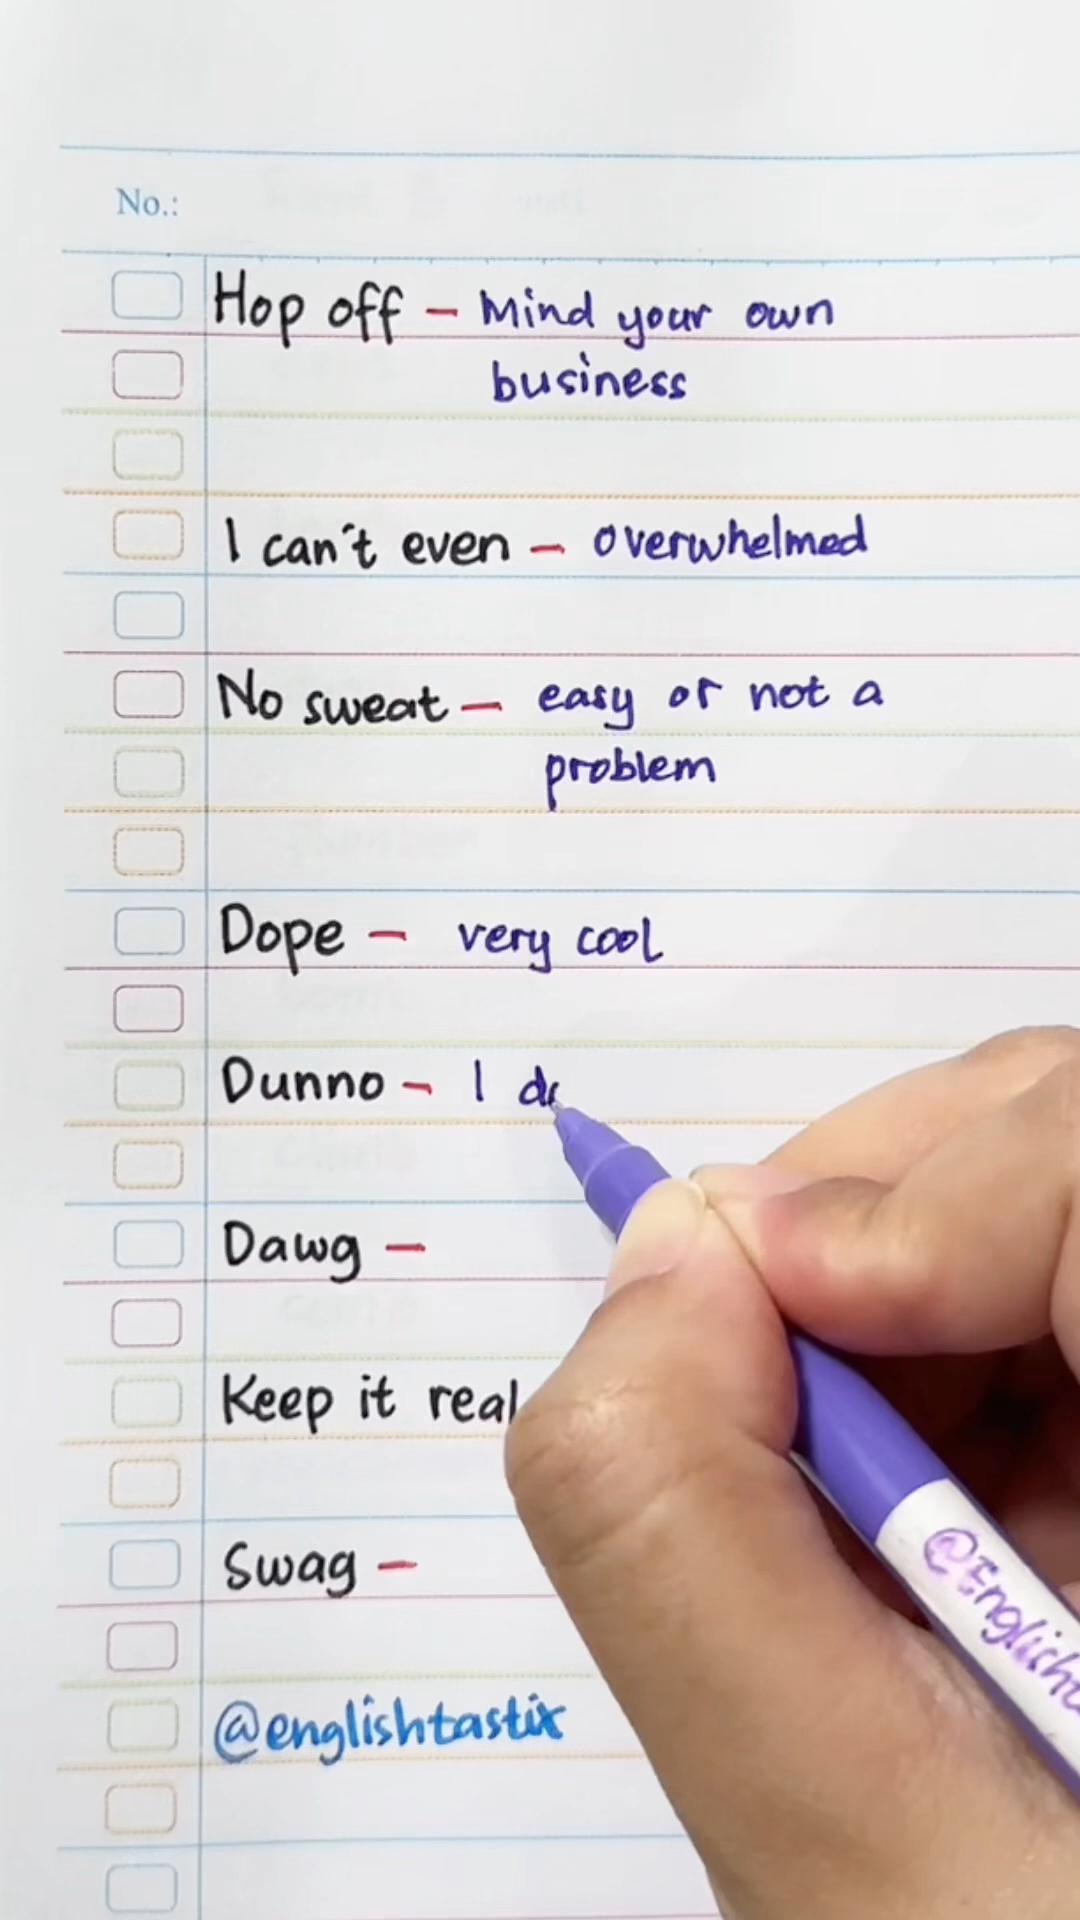 No.:
Hop off – Mind your own
business
I can't even – overwhelmed
No sweat – easy or not a
problem
Dope – very cool
Dunno – I do
Dawg –
Keep it real
Swag –
@englishtastix
@English